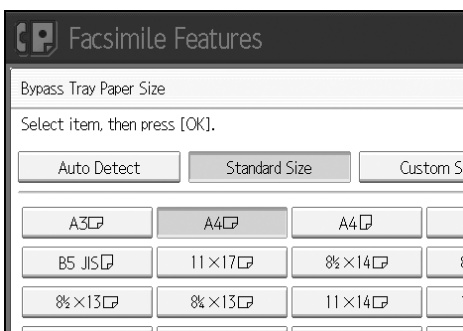 Facsimile Features
Bypass Tray Paper Size
Select item, then press [OK].
Auto Detect Standard Size Custom S
A3 A4 A4
B5 JIS 11×17 8½×14 8
8½×13 8¼×13 11×14